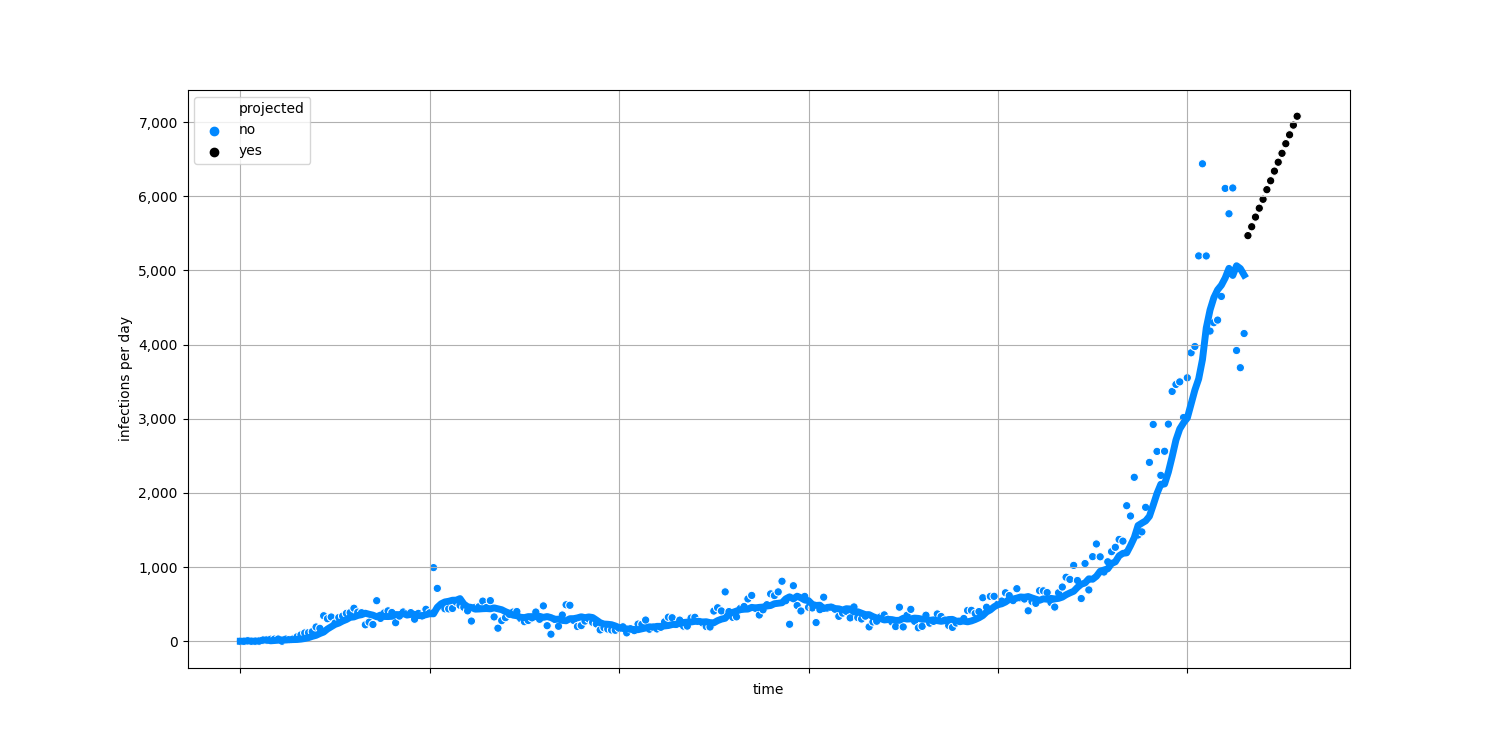 projected
no
yes
7,000
6,000
5,000
4,000
3,000
2,000
1,000
0
infections per day
time